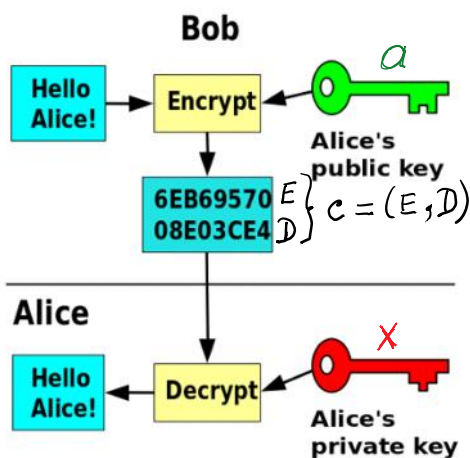 Bob
a
Hello
Alice!
Encrypt
Alice's
public key
6EB69570 E
08E03CE4 D
c = (E, D)
Alice
x
Hello
Alice!
Decrypt
Alice's
private key